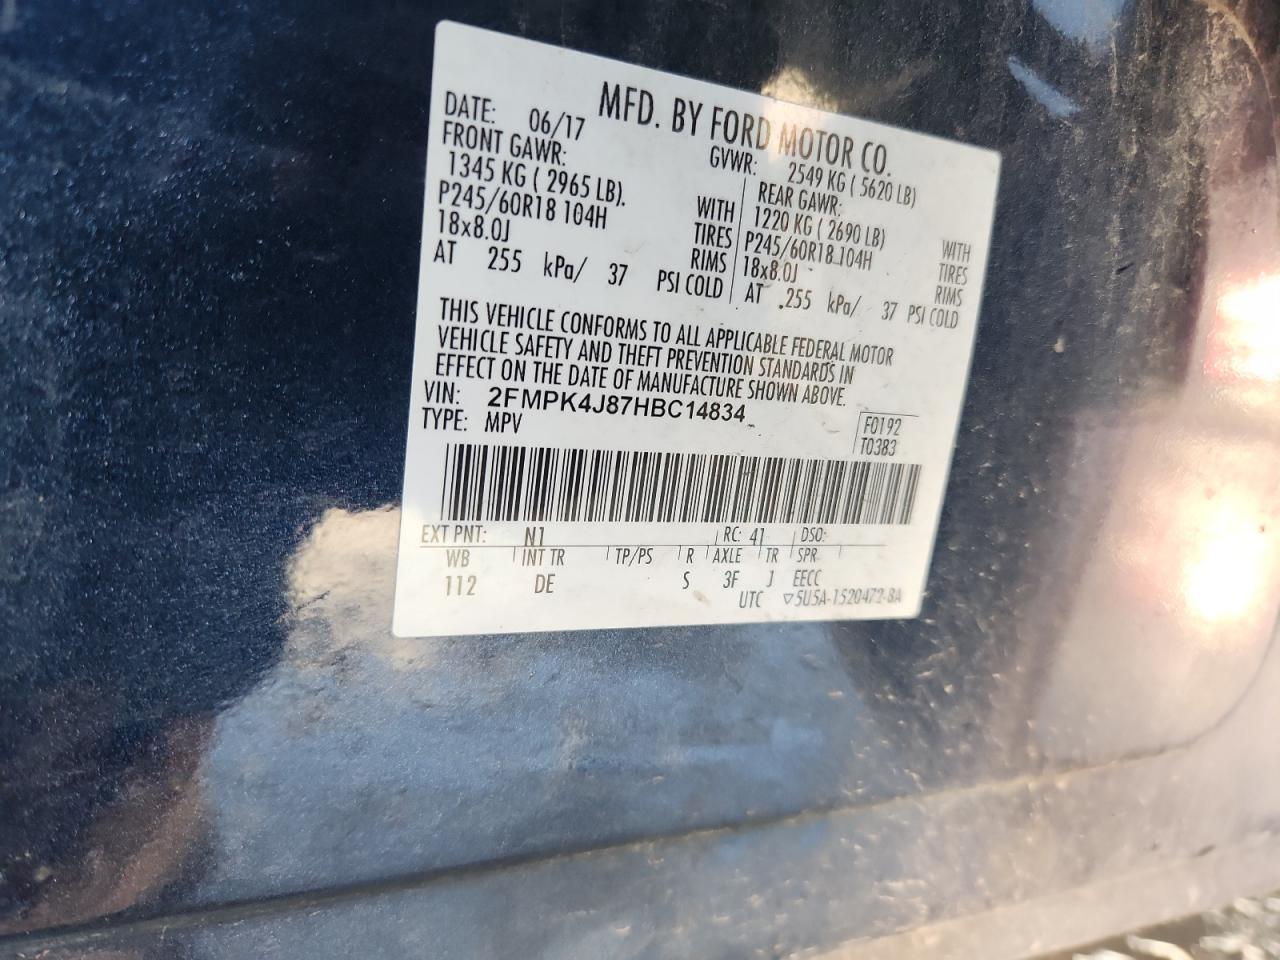 MFD. BY FORD MOTOR CO.
DATE: 06/17 GVWR: 2549 KG ( 5620 LB)
FRONT GAWR: REAR GAWR:
1345 KG ( 2965 LB). WITH 1220 KG ( 2690 LB) WITH
P245/60R18 104H TIRES P245/60R18 104H TIRES
18x8.0J RIMS 18x8.0J RIMS
AT 255 kPa/ 37 PSI COLD AT 255 kPa/ 37 PSI COLD
THIS VEHICLE CONFORMS TO ALL APPLICABLE FEDERAL MOTOR
VEHICLE SAFETY AND THEFT PREVENTION STANDARDS IN
EFFECT ON THE DATE OF MANUFACTURE SHOWN ABOVE.
VIN: 2FMPK4J87HBC14834
TYPE: MPV F0192
T0383
EXT PNT: N1 RC: 41 DSO:
WB INT TR TP/PS R AXLE TR SPR
112 DE S 3F J EECC
UTC ▽5U5A-1520472-BA